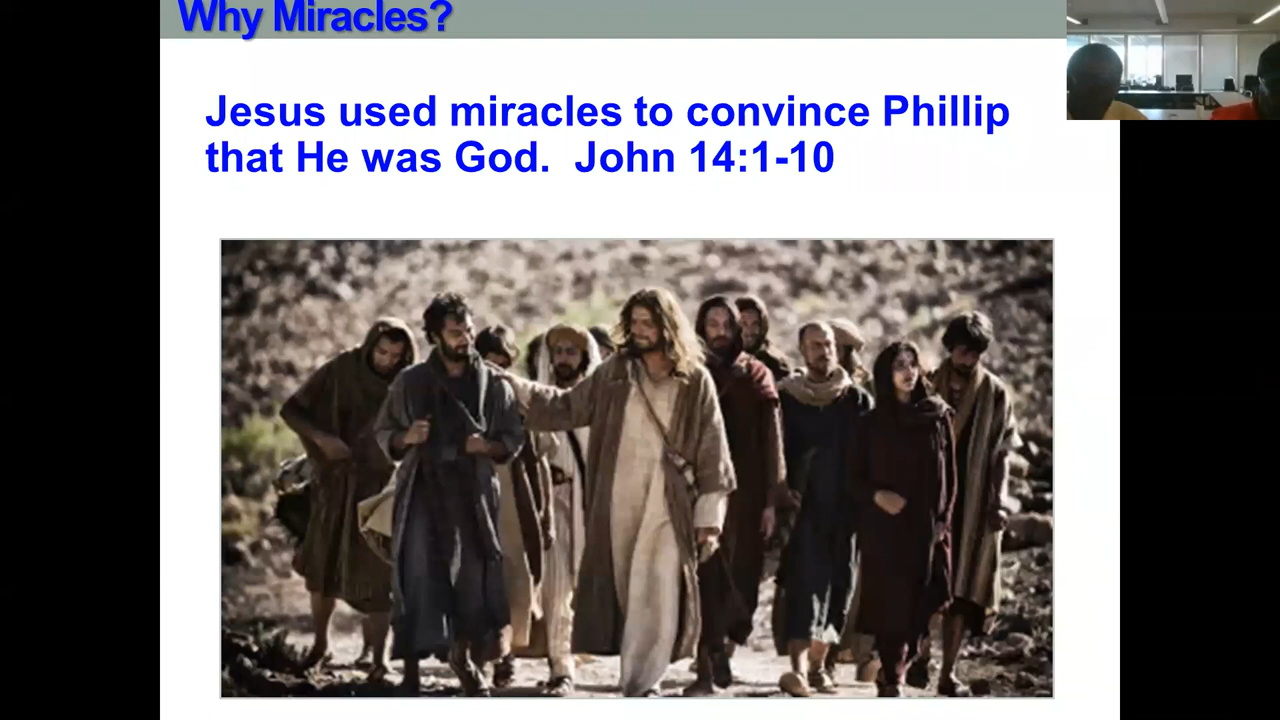 Why Miracles?
Jesus used miracles to convince Phillip
that He was God.  John 14:1-10